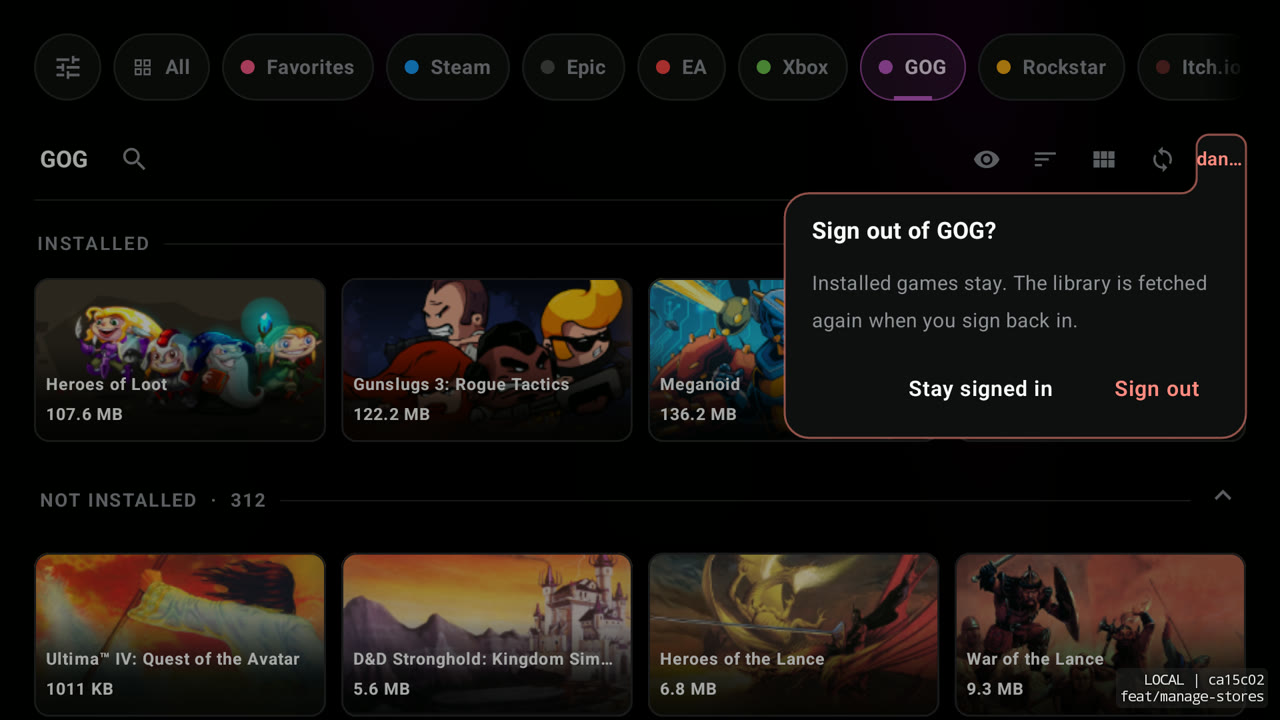 All
Favorites
Steam
Epic
EA
Xbox
GOG
Rockstar
Itch.io
GOG
dan…
Sign out of GOG?
Installed games stay. The library is fetched
again when you sign back in.
Stay signed in
Sign out
INSTALLED
Heroes of Loot
107.6 MB
Gunslugs 3: Rogue Tactics
122.2 MB
Meganoid
136.2 MB
NOT INSTALLED · 312
Ultima™ IV: Quest of the Avatar
1011 KB
D&D Stronghold: Kingdom Sim…
5.6 MB
Heroes of the Lance
6.8 MB
War of the Lance
9.3 MB
LOCAL | ca15c02
feat/manage-stores